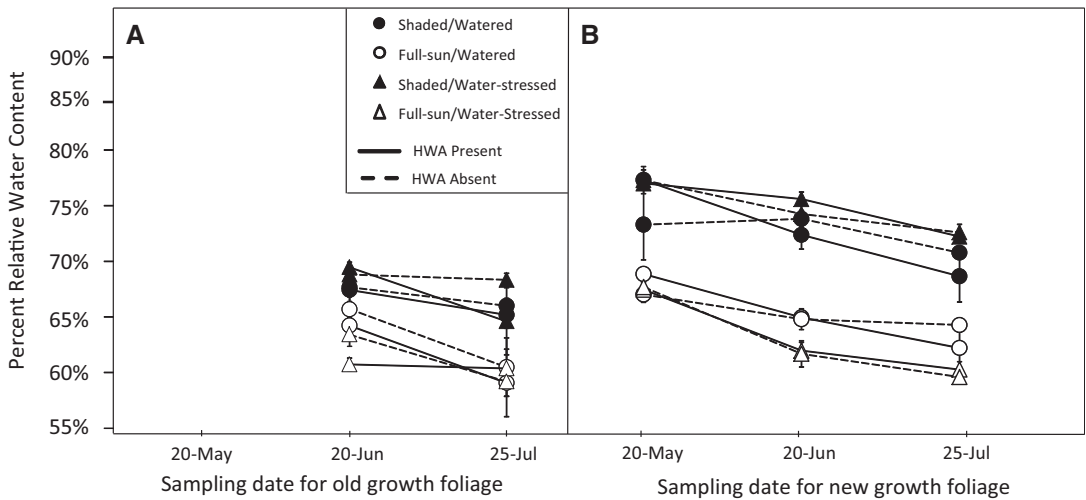 A
B
Shaded/Watered
Full-sun/Watered
Shaded/Water-stressed
Full-sun/Water-Stressed
HWA Present
HWA Absent
Percent Relative Water Content
90%
85%
80%
75%
70%
65%
60%
55%
20-May
20-Jun
25-Jul
20-May
20-Jun
25-Jul
Sampling date for old growth foliage
Sampling date for new growth foliage